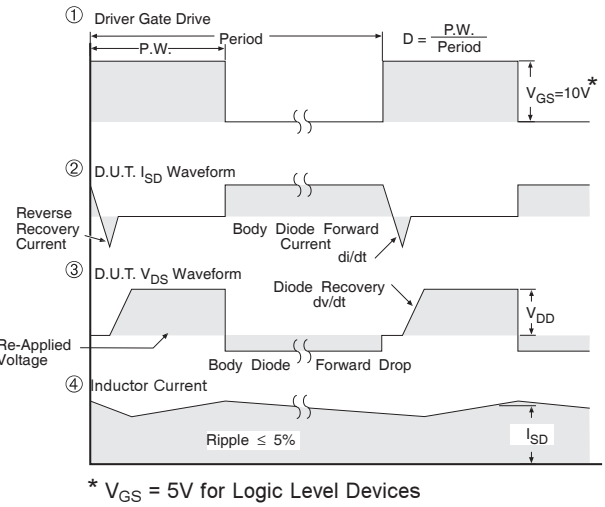 ① Driver Gate Drive
P.W.
Period
D = P.W.
Period
VGS=10V*
② D.U.T. ISD Waveform
Reverse
Recovery
Current
Body Diode Forward
Current
di/dt
③ D.U.T. VDS Waveform
Diode Recovery
dv/dt
VDD
Re-Applied
Voltage
Body Diode Forward Drop
④ Inductor Current
Ripple ≤ 5%
ISD
* VGS = 5V for Logic Level Devices